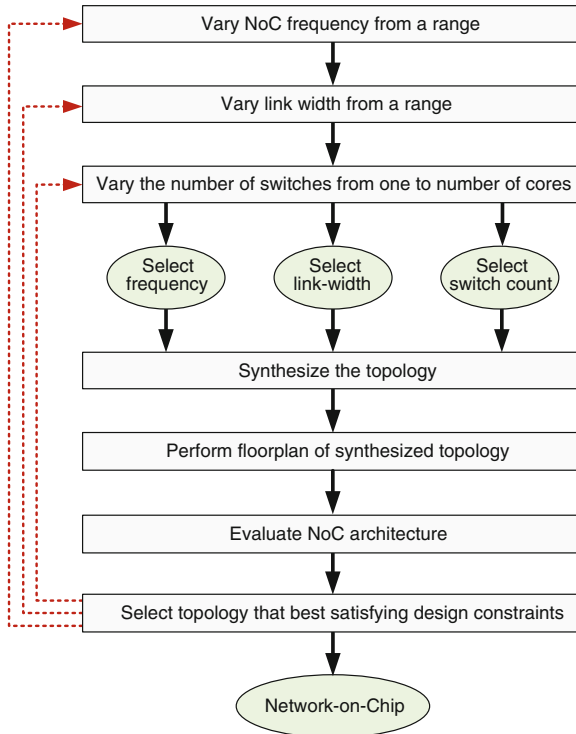 Vary NoC frequency from a range
Vary link width from a range
Vary the number of switches from one to number of cores
Select
frequency
Select
link-width
Select
switch count
Synthesize the topology
Perform floorplan of synthesized topology
Evaluate NoC architecture
Select topology that best satisfying design constraints
Network-on-Chip